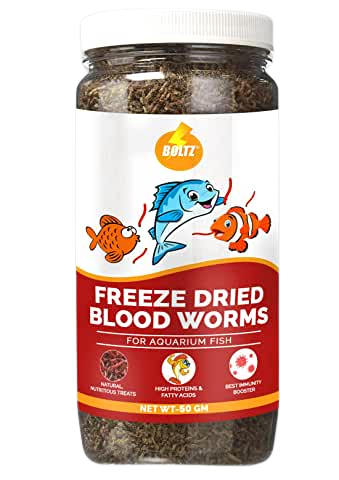 BOLTZ™
FREEZE DRIED
BLOOD WORMS
FOR AQUARIUM FISH
NATURAL,
NUTRITIOUS TREATS
HIGH PROTEINS &
FATTY ACIDS
BEST IMMUNITY
BOOSTER
NET WT-50 GM